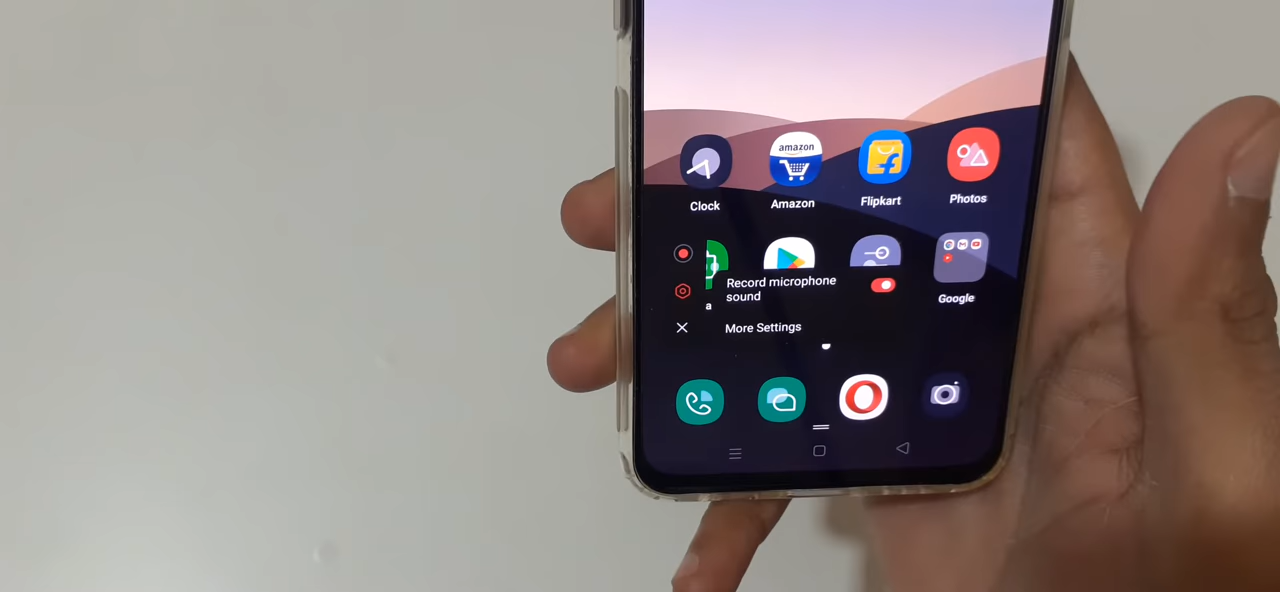 amazon
Clock
Amazon
Flipkart
Photos
Record microphone
sound
a
Google
More Settings